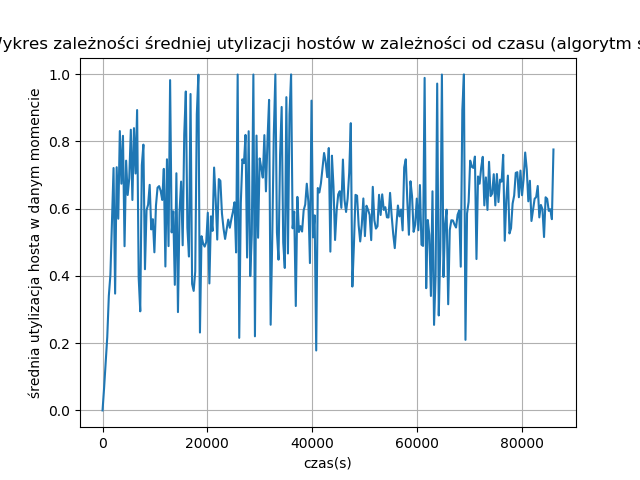 ykres zależności średniej utylizacji hostów w zależności od czasu (algorytm s
1.0
0.8
0.6
0.4
0.2
0.0
średnia utylizacja hosta w danym momencie
0 20000 40000 60000 80000
czas(s)